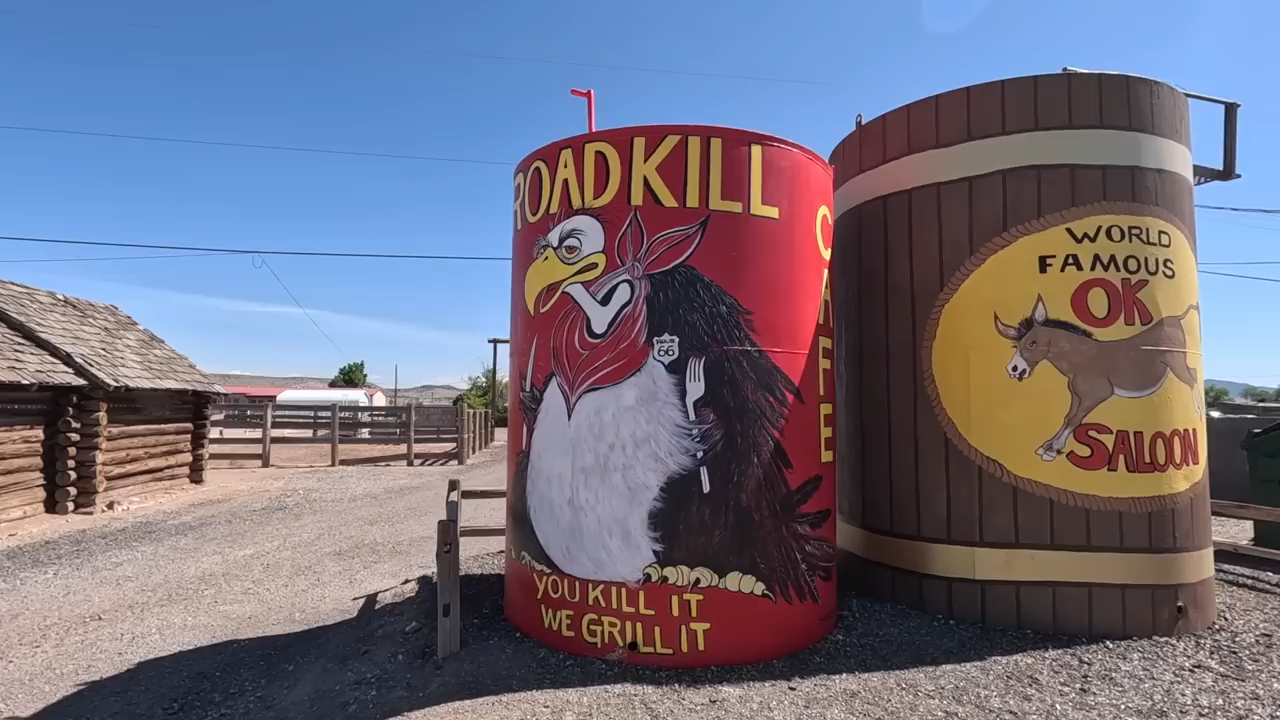 ROADKILL
CAFE
ROUTE
66
YOU KILL IT
WE GRILL IT
WORLD
FAMOUS
OK
SALOON